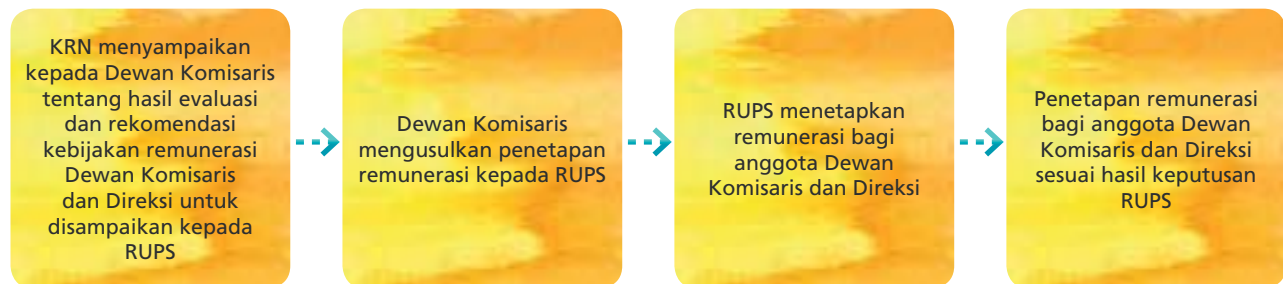 KRN menyampaikan
kepada Dewan Komisaris
tentang hasil evaluasi
dan rekomendasi
kebijakan remunerasi
Dewan Komisaris
dan Direksi untuk
disampaikan kepada
RUPS
Dewan Komisaris
mengusulkan penetapan
remunerasi kepada RUPS
RUPS menetapkan
remunerasi bagi
anggota Dewan
Komisaris dan Direksi
Penetapan remunerasi
bagi anggota Dewan
Komisaris dan Direksi
sesuai hasil keputusan
RUPS